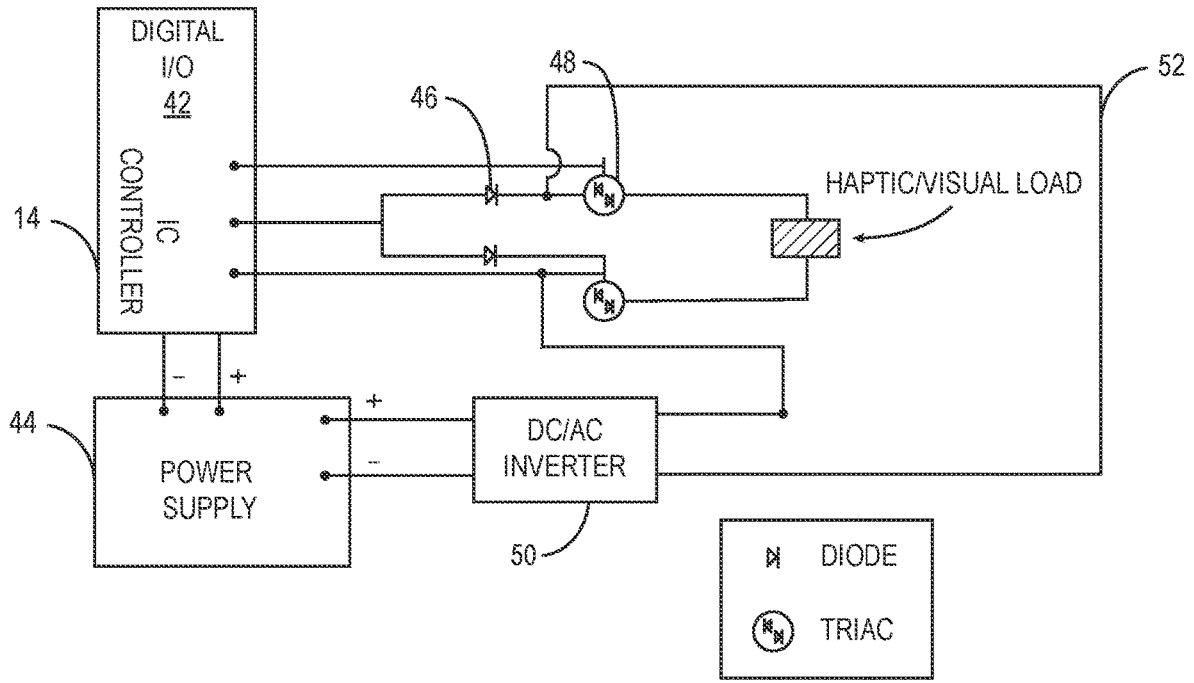 DIGITAL
I/O
42
CONTROLLER
IC
14
46
48
52
HAPTIC/VISUAL LOAD
- +
44
POWER
SUPPLY
+
-
DC/AC
INVERTER
50
DIODE
TRIAC